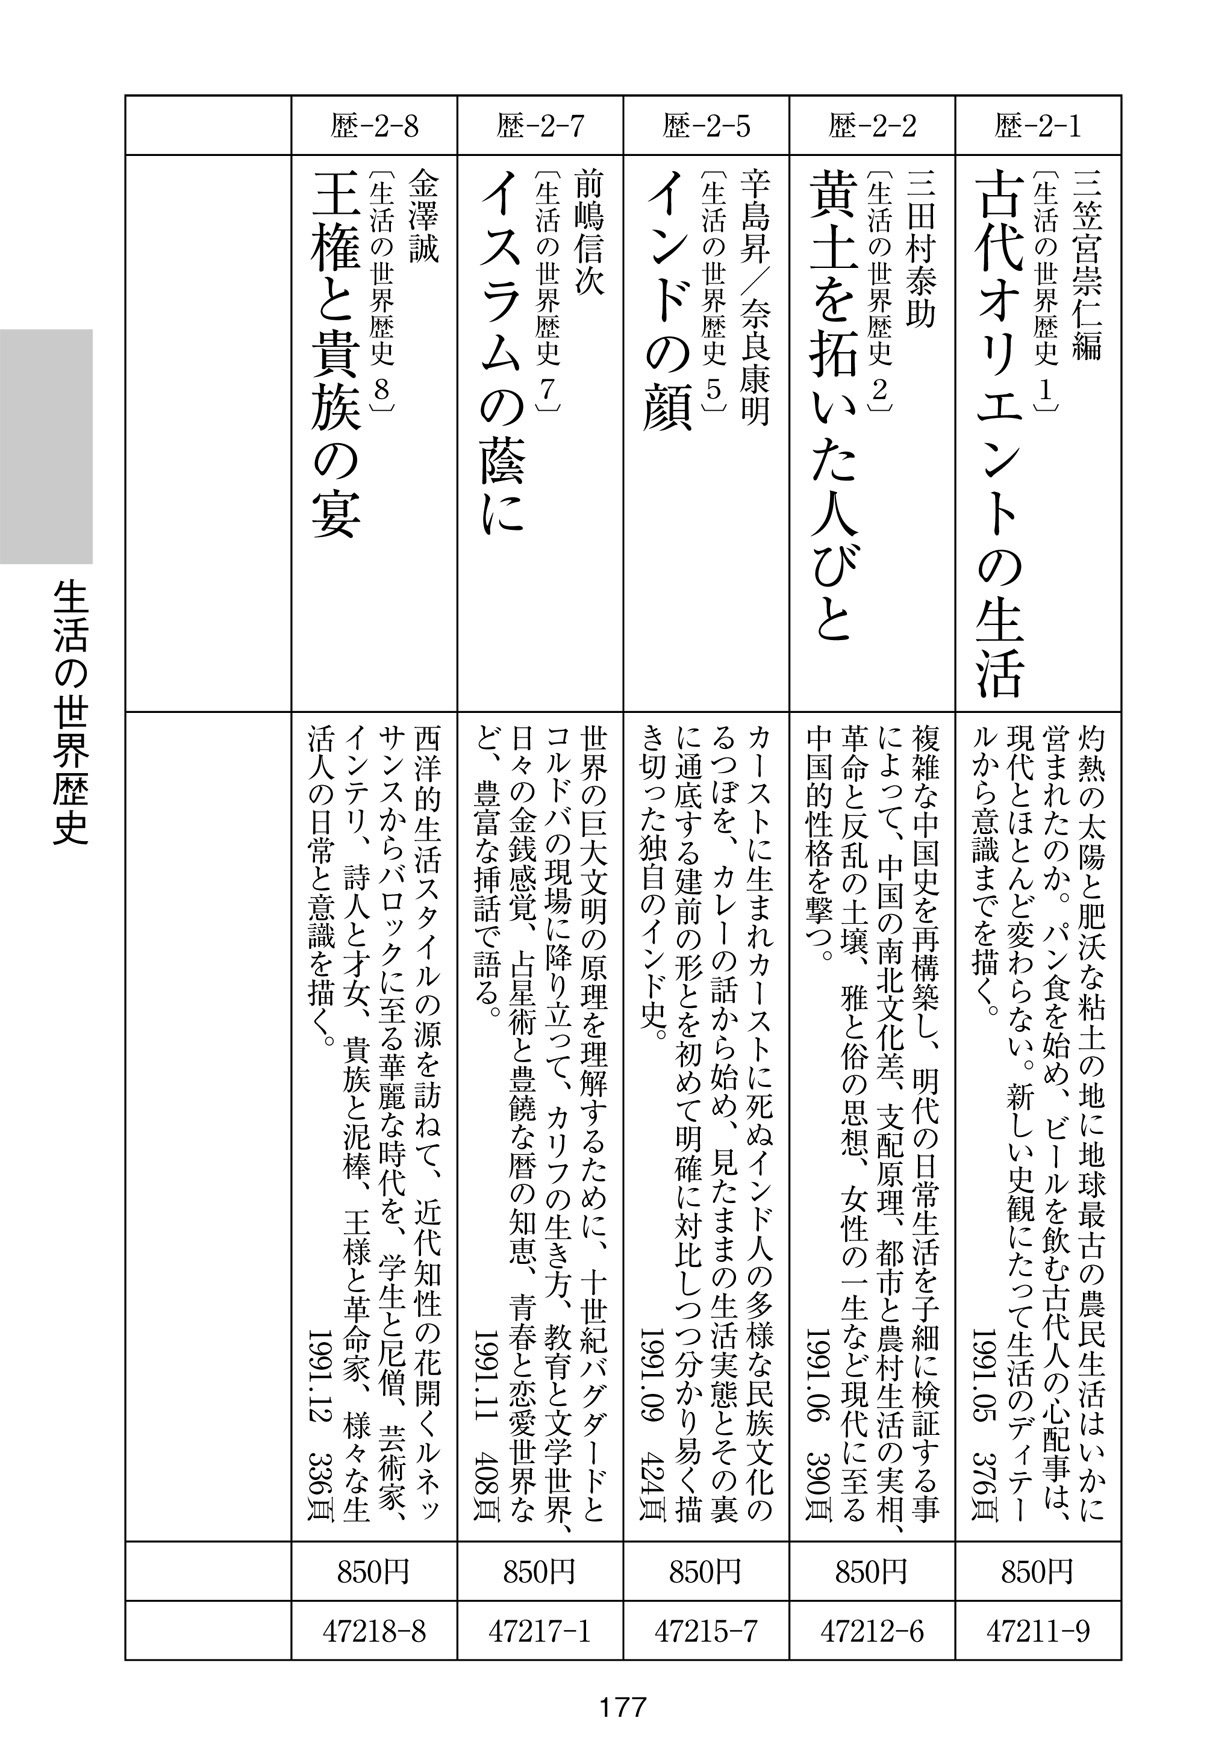 歴-2-1
三笠宮崇仁編
〔生活の世界歴史 1〕
古代オリエントの生活
灼熱の太陽と肥沃な粘土の地に地球最古の農民生活はいかに
営まれたのか。パン食を始め、ビールを飲む古代人の心配事は、
現代とほとんど変わらない。新しい史観にたって生活のディテー
ルから意識までを描く。
1991.05 376頁
850円
47211-9
歴-2-2
三田村泰助
〔生活の世界歴史 2〕
黄土を拓いた人びと
複雑な中国史を再構築し、明代の日常生活を子細に検証する事
によって、中国の南北文化差、支配原理、都市と農村生活の実相、
革命と反乱の土壌、雅と俗の思想、女性の一生など現代に至る
中国的性格を撃つ。
1991.06 390頁
850円
47212-6
歴-2-5
辛島昇／奈良康明
〔生活の世界歴史 5〕
インドの顔
カーストに生まれカーストに死ぬインド人の多様な民族文化の
るつぼを、カレーの話から始め、見たままの生活実態とその裏
に通底する建前の形とを初めて明確に対比しつつ分かり易く描
き切った独自のインド史。
1991.09 424頁
850円
47215-7
歴-2-7
前嶋信次
〔生活の世界歴史 7〕
イスラムの蔭に
世界の巨大文明の原理を理解するために、十世紀バグダードと
コルドバの現場に降り立って、カリフの生き方、教育と文学世界、
日々の金銭感覚、占星術と豊饒な暦の知恵、青春と恋愛世界な
ど、豊富な挿話で語る。
1991.11 408頁
850円
47217-1
歴-2-8
金澤誠
〔生活の世界歴史 8〕
王権と貴族の宴
西洋的生活スタイルの源を訪ねて、近代知性の花開くルネッ
サンスからバロックに至る華麗な時代を、学生と尼僧、芸術家、
インテリ、詩人と才女、貴族と泥棒、王様と革命家、様々な生
活人の日常と意識を描く。
1991.12 336頁
850円
47218-8
生活の世界歴史
177